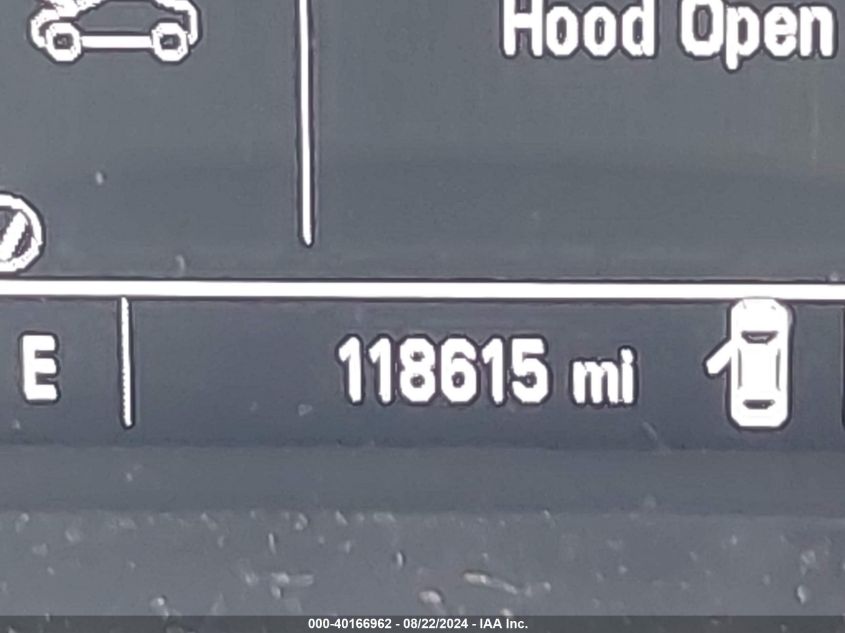 Hood Open
E
118615 mi
000-40166962 - 08/22/2024 - IAA Inc.